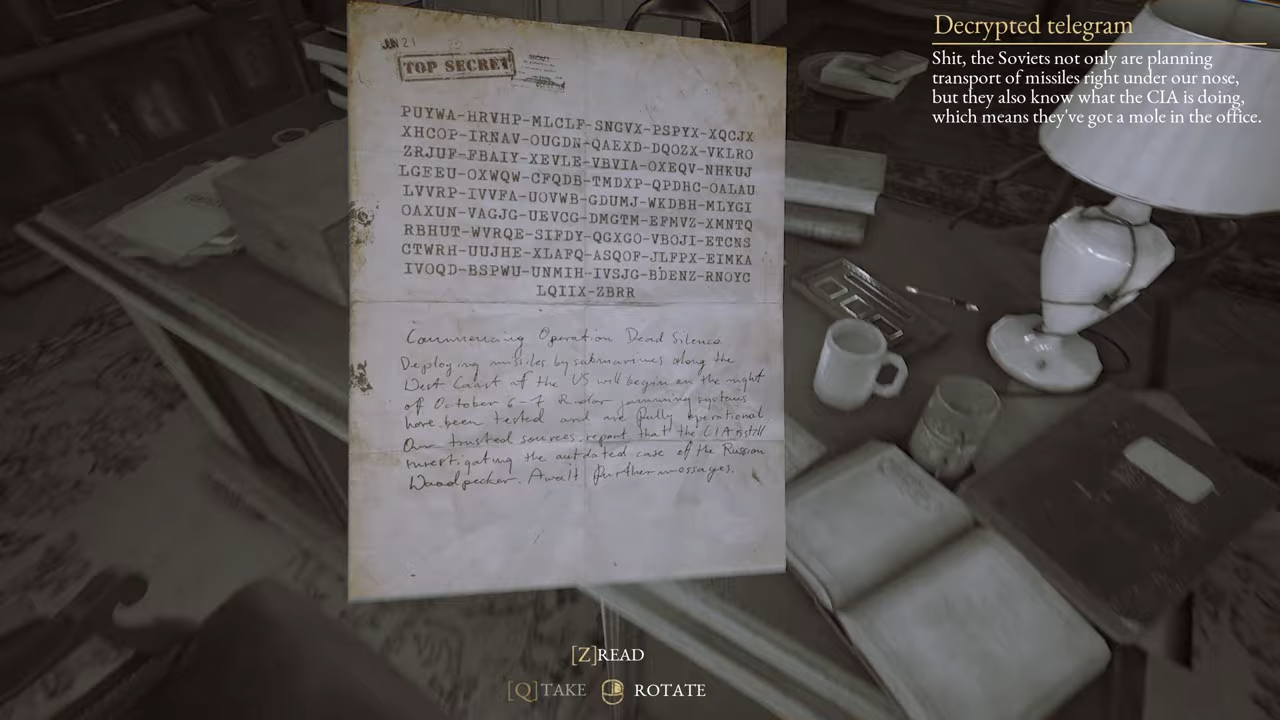 JUN 21
TOP SECRET
PUYWA-HRVHP-MLCLF-SNGVX-PSPYX-XQCJX
XHCOP-IRNAV-OUGDN-QAEXD-DQOZX-VKLRO
ZRJUF-FBAIY-XEVLE-VBVIA-OXEQV-NHKUJ
LGEEU-OXWQW-CFQDB-TMDXP-QPDHC-OALAU
LVVRP-IVVFA-UOVWB-GDUMJ-WKDBH-MLYGI
OAXUN-VAGJG-UEVCG-DMGTM-EFMVZ-XMNTQ
RBHUT-WVRQE-SIFDY-QGXGO-VBOJI-ETCNS
CTWRH-UUJHE-XLAFQ-ASQOF-JLFPX-EIMKA
IVOQD-BSPWU-UNMIH-IVSJG-BDENZ-RNOYC
LQIIX-ZBRR
Commencing Operation Dead Silence
Deploying missiles by submarines along the
West Coast of the US will begin on the night
of October 6-7 Radar jamming systems
have been tested and are fully operational
Our trusted sources report that the CIA is still
investigating the outdated case off the Russian
Woodpecker. Await further messages.
Decrypted telegram
Shit, the Soviets not only are planning
transport of missiles right under our nose,
but they also know what the CIA is doing,
which means they've got a mole in the office.
[Z]READ
[Q]TAKE ROTATE